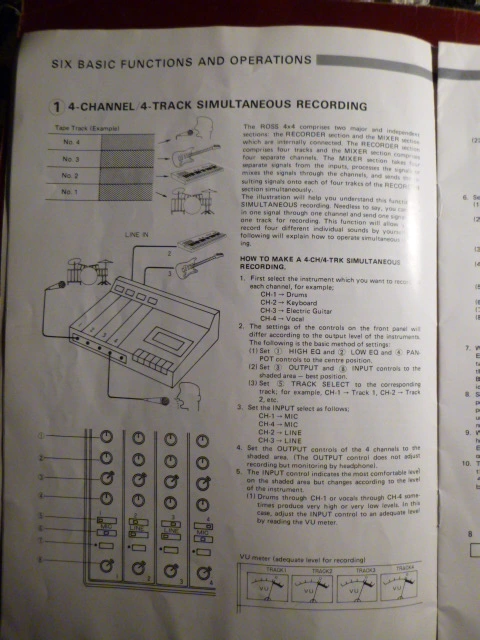 SIX BASIC FUNCTIONS AND OPERATIONS
1 4-CHANNEL/4-TRACK SIMULTANEOUS RECORDING
Tape Track (Example)
No. 4
No. 3
No. 2
No. 1
LINE IN
2
3
The ROSS 4x4 comprises two major and independent
sections: the RECORDER section and the MIXER section
which are internally connected. The RECORDER section
comprises four tracks and the MIXER section comprises
four separate channels. The MIXER section takes four
separate signals from the inputs, processes the signals
mixes the signals through the channels, and sends
sulting signals onto each of four traks of the RECORDER
section simultaneously.
The illustration will help you understand this
SIMULTANEOUS recording. Needless to say, you can
in one signal through one channel and send one signal
one track for recording. This function will allow
record four different individual sounds by
following will explain how to operate simultaneous
ing.
HOW TO MAKE A 4-CH/4-TRK SIMULTANEOUS
RECORDING.
1. First select the instrument which you want to
each channel, for example;
CH-1 → Drums
CH-2 → Keyboard
CH-3 → Electric Guitar
CH-4 → Vocal
2. The settings of the controls on the front panel will
differ according to the output level of the instruments.
The following is the basic method of settings:
(1) Set ① HIGH EQ and ② LOW EQ and ④ PAN-
POT controls to the centre position.
(2) Set ③ OUTPUT and ⑥ INPUT controls to the
shaded area – best position.
(3) Set ⑤ TRACK SELECT to the corresponding
track; for example, CH-1 → Track 1, CH-2 → Track
2, etc.
3. Set the INPUT select as follows;
CH-1 → MIC
CH-4 → MIC
CH-2 → LINE
CH-3 → LINE
4. Set the OUTPUT controls of the 4 channels to the
shaded area. (The OUTPUT control does not adjust
recording but monitoring by headphone).
5. The INPUT control indicates the most comfortable level
on the shaded area but changes according to the level
of the instrument.
(1) Drums through CH-1 or vocals through CH-4 some-
times produce very high or very low levels. In this
case, adjust the INPUT control to an adequate level
by reading the VU meter.
VU meter (adequate level for recording)
TRACK1 TRACK2 TRACK3 TRACK4
VU VU VU VU